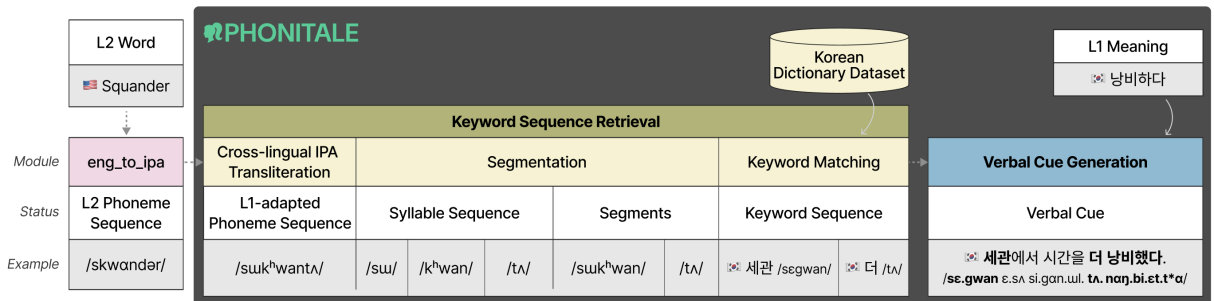 PHONITALE
L2 Word
🇺🇸 Squander
Korean
Dictionary Dataset
L1 Meaning
🇰🇷 낭비하다
Keyword Sequence Retrieval
Module
eng_to_ipa
Cross-lingual IPA
Transliteration
Segmentation
Keyword Matching
Verbal Cue Generation
Status
L2 Phoneme
Sequence
L1-adapted
Phoneme Sequence
Syllable Sequence
Segments
Keyword Sequence
Verbal Cue
Example
/skwɑndər/
/sɯkʰwantʌ/
/sɯ/
/kʰwan/
/tʌ/
/sɯkʰwan/
/tʌ/
🇰🇷 세관 /sɛgwan/
🇰🇷 더 /tʌ/
🇰🇷 세관에서 시간을 더 낭비했다.
/sɛ.gwan ɛ.sʌ si.gɑn.ɯl. tʌ. nɑŋ.bi.ɛt.t*ɑ/